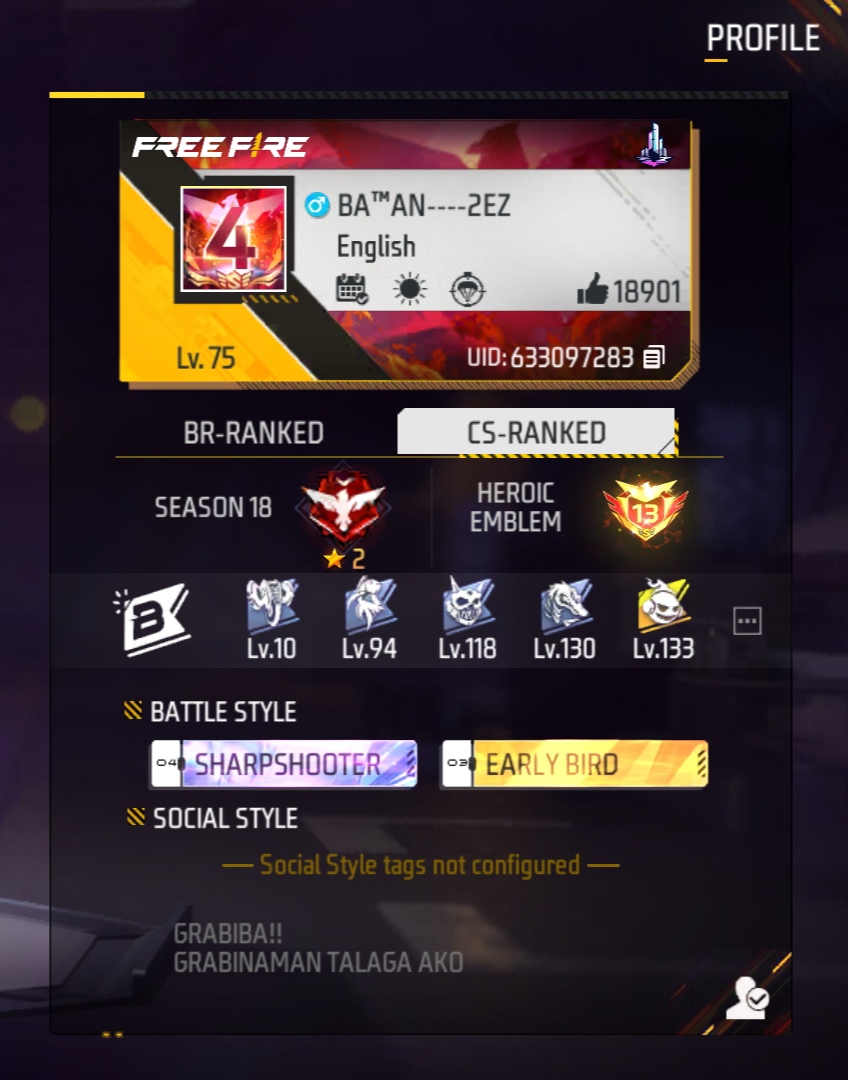 PROFILE
FREE FIRE
4
BA™AN----2EZ
English
18901
Lv. 75
UID: 633097283
BR-RANKED
CS-RANKED
SEASON 18
2
HEROIC
EMBLEM
13
B
Lv.10
Lv.94
Lv.118
Lv.130
Lv.133
BATTLE STYLE
04 SHARPSHOOTER
03 EARLY BIRD
SOCIAL STYLE
Social Style tags not configured
GRABIBA!!
GRABINAMAN TALAGA AKO